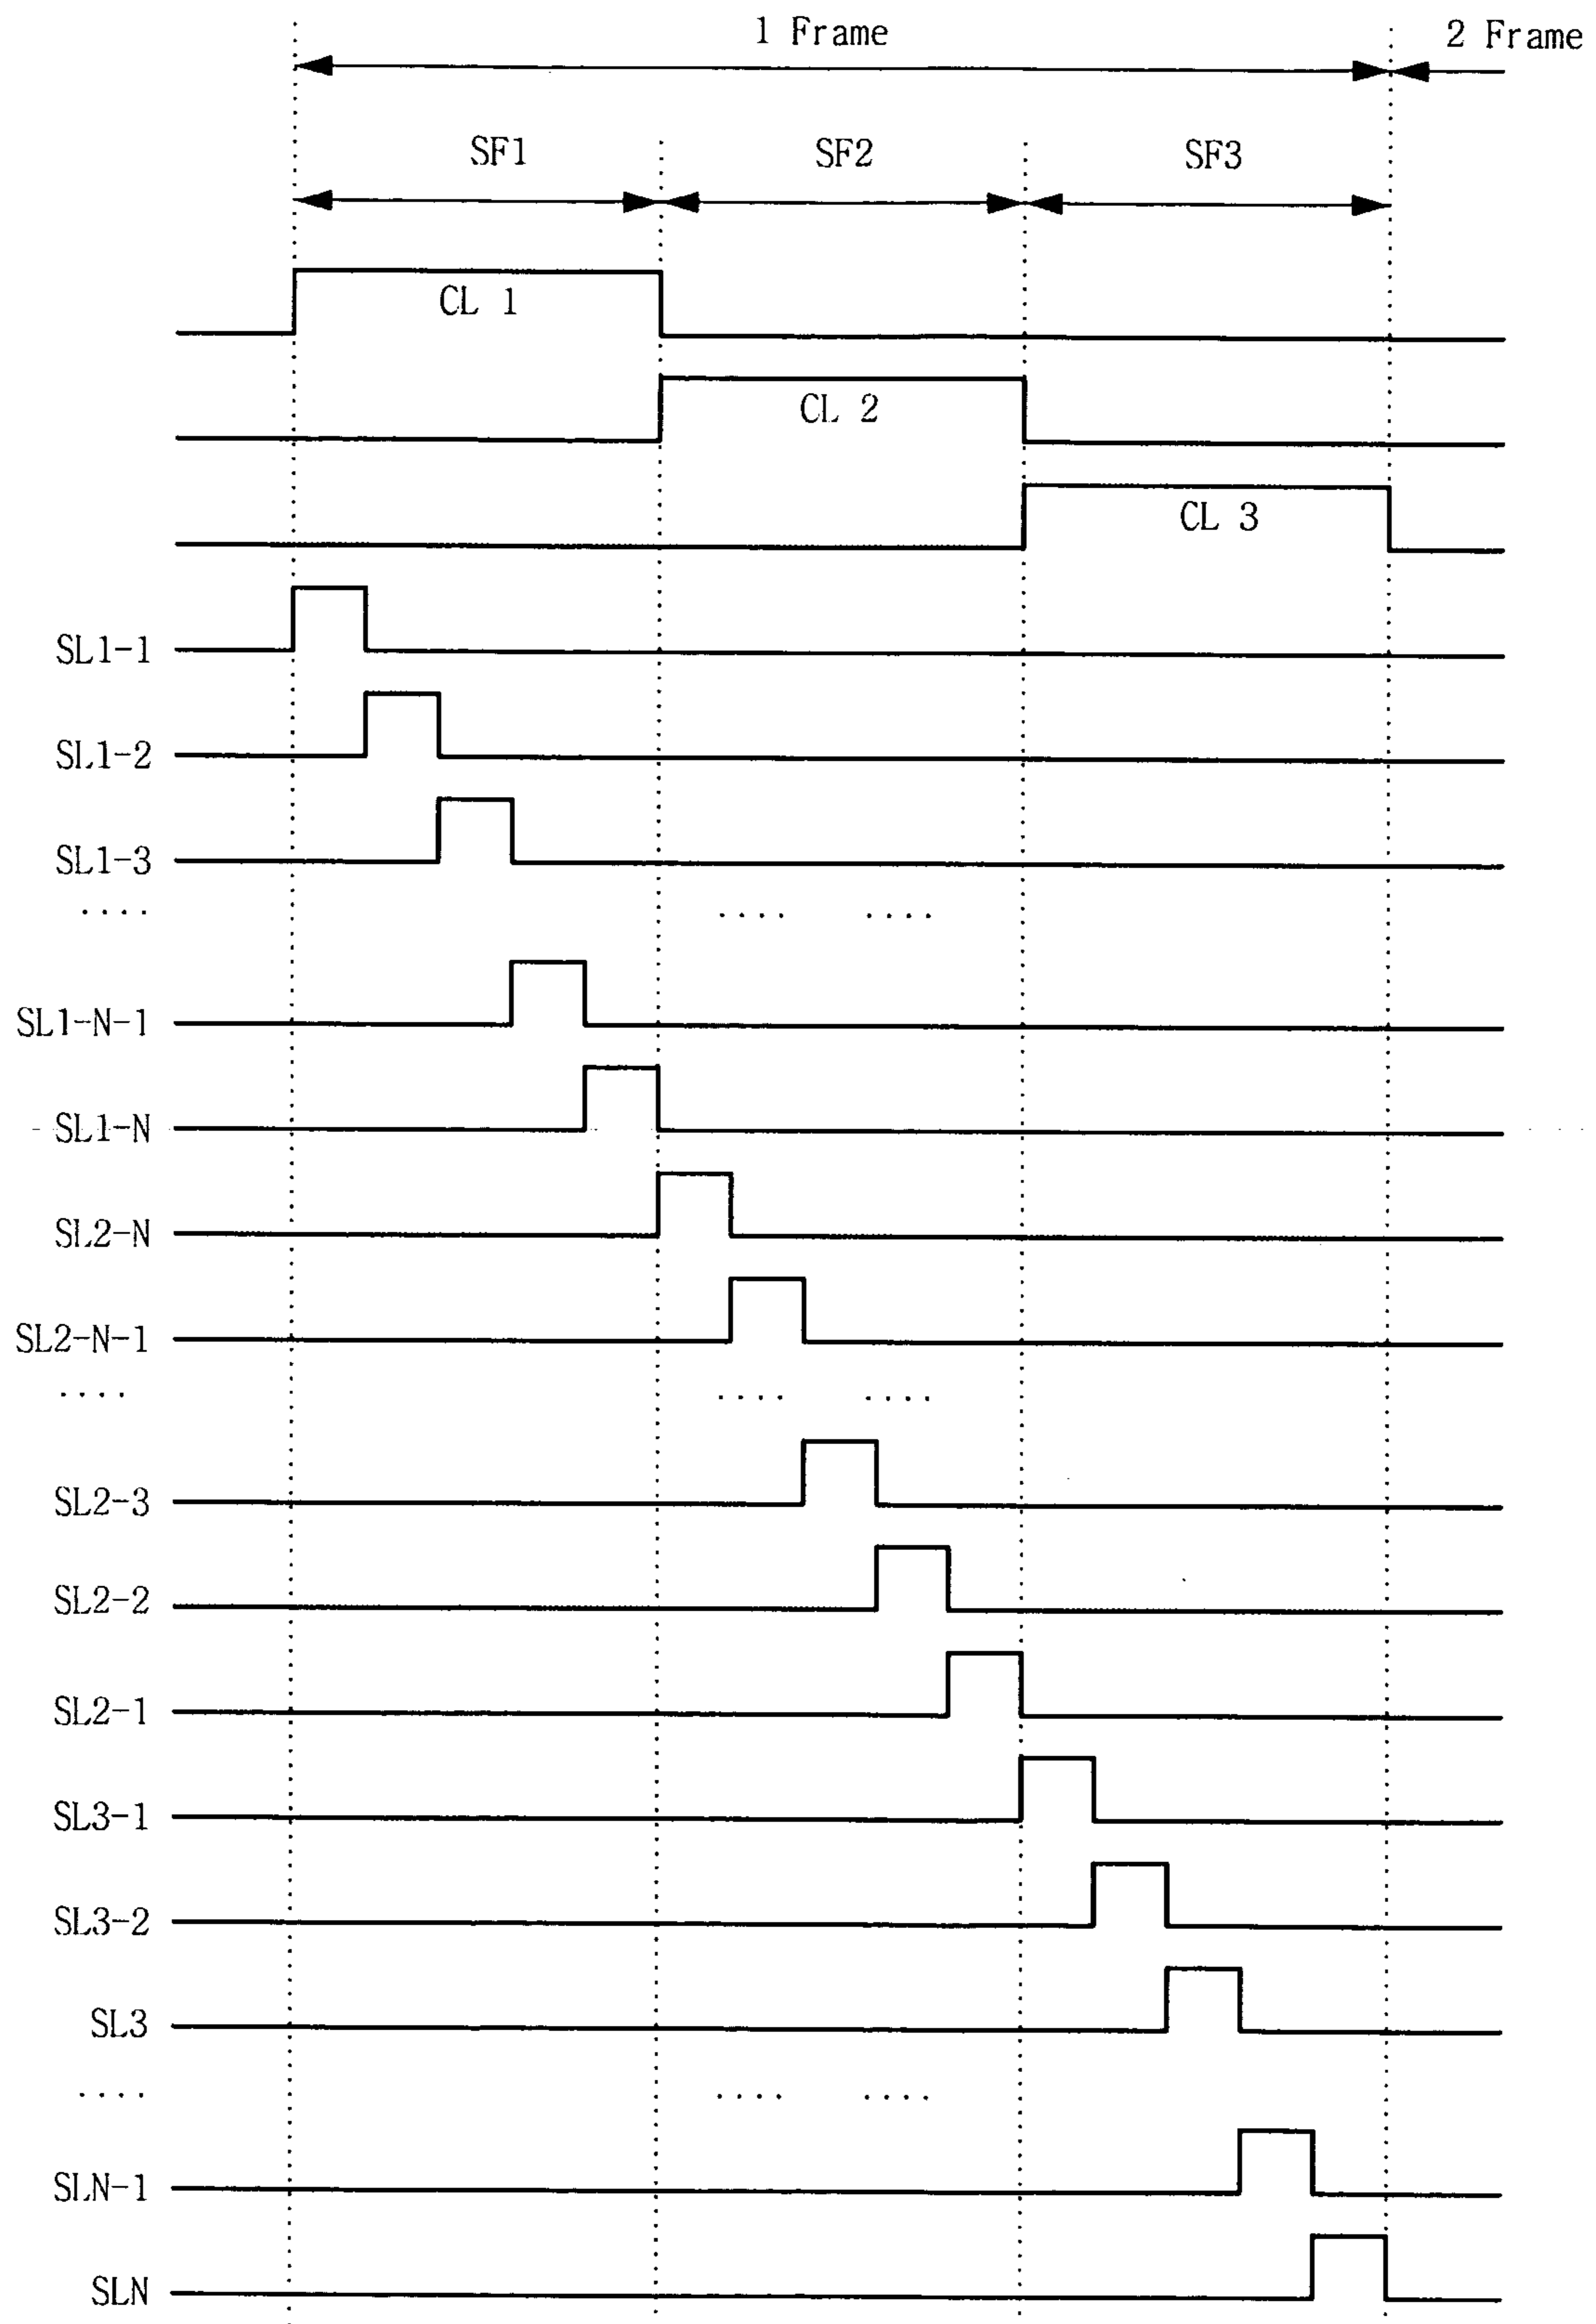 1 Frame
2 Frame
SF1
SF2
SF3
CL 1
CL 2
CL 3
SL1-1
SL1-2
SL1-3
.... .... ....
SL1-N-1
SL1-N
SL2-N
SL2-N-1
.... .... ....
SL2-3
SL2-2
SL2-1
SL3-1
SL3-2
SL3
.... .... ....
SLN-1
SLN